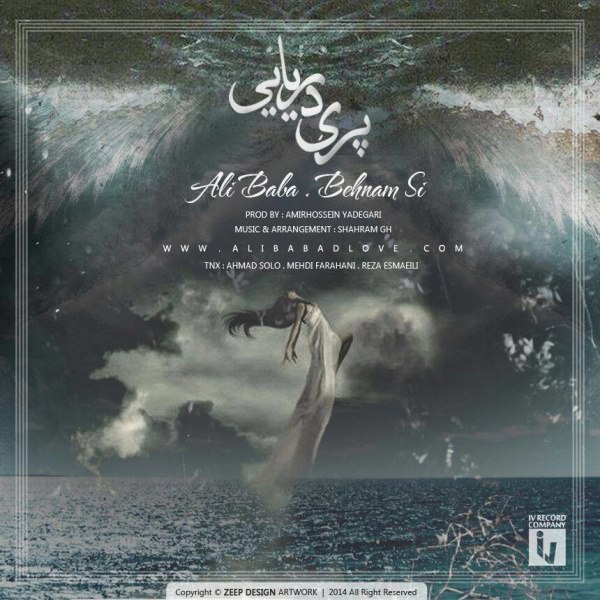 پری دریایی
Ali Baba . Behnam Si
PROD BY : AMIRHOSSEIN YADEGARI
MUSIC & ARRANGEMENT : SHAHRAM GH
WWW.ALIBABADLOVE.COM
TNX : AHMAD SOLO . MEHDI FARAHANI . REZA ESMAEILI
IV RECORD
COMPANY
IV
Copyright © ZEEP DESIGN ARTWORK | 2014 All Right Reserved